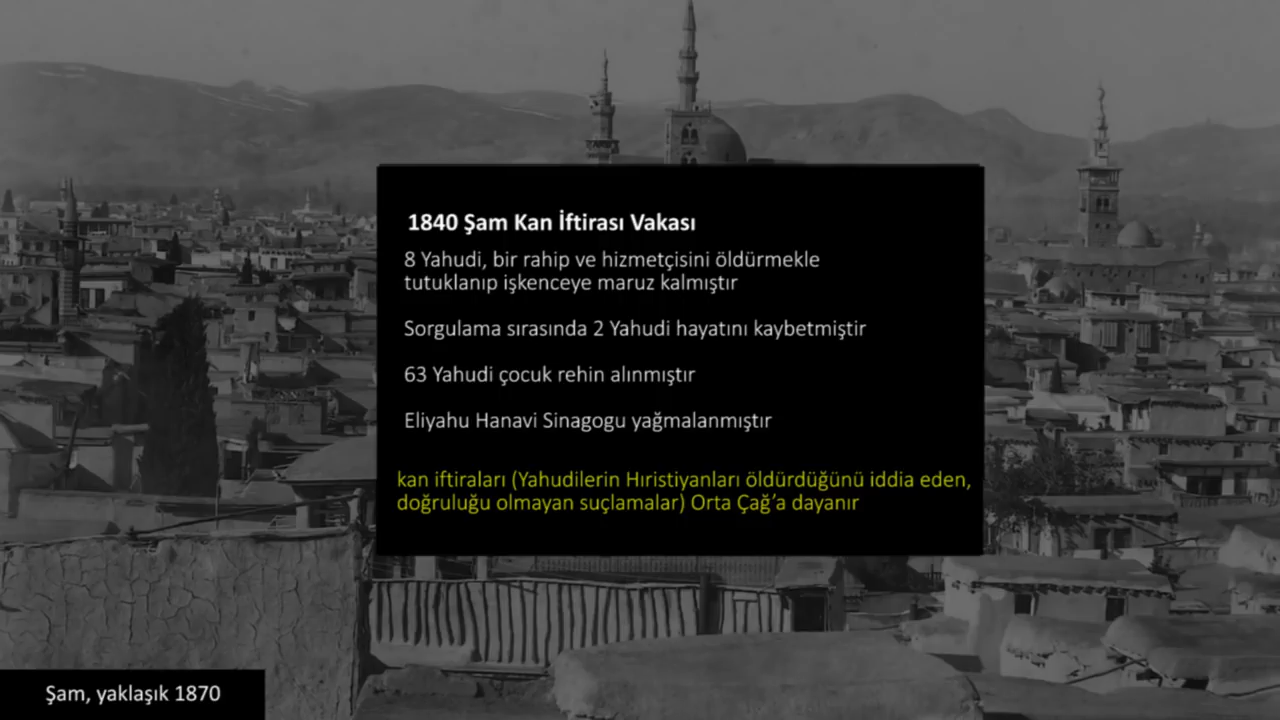 1840 Şam Kan İftirası Vakası
8 Yahudi, bir rahip ve hizmetçisini öldürmekle
tutuklanıp işkenceye maruz kalmıştır
Sorgulama sırasında 2 Yahudi hayatını kaybetmiştir
63 Yahudi çocuk rehin alınmıştır
Eliyahu Hanavi Sinagogu yağmalanmıştır
kan iftiraları (Yahudilerin Hıristiyanları öldürdüğünü iddia eden,
doğruluğu olmayan suçlamalar) Orta Çağ’a dayanır
Şam, yaklaşık 1870